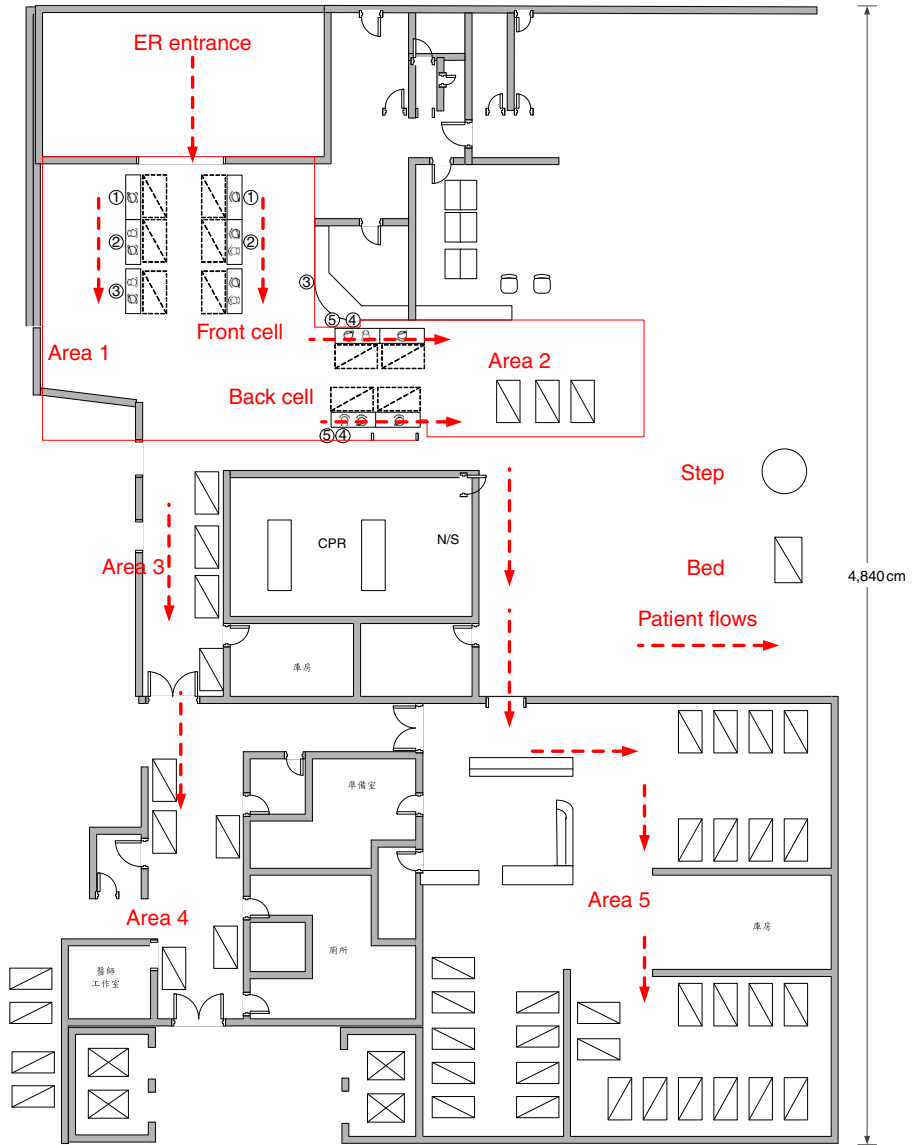 ER entrance
①
①
②
②
③
③
Front cell
⑤④
Area 1
Area 2
Back cell
⑤④
Step
CPR
N/S
Area 3
Bed
4,840 cm
Patient flows
庫房
準備室
Area 5
Area 4
庫房
廁所
醫師
工作室